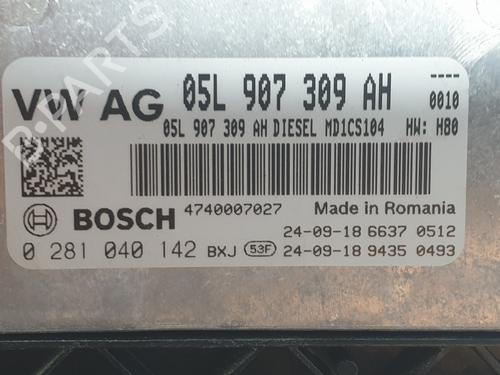 VW AG 05L 907 309 AH ----
0010
05L 907 309 AH DIESEL MD1CS104 HW: H80
BOSCH 4740007027 Made in Romania
24-09-18 6637 0512
0 281 040 142 BXJ 53F 24-09-18 9435 0493
B-PARTS